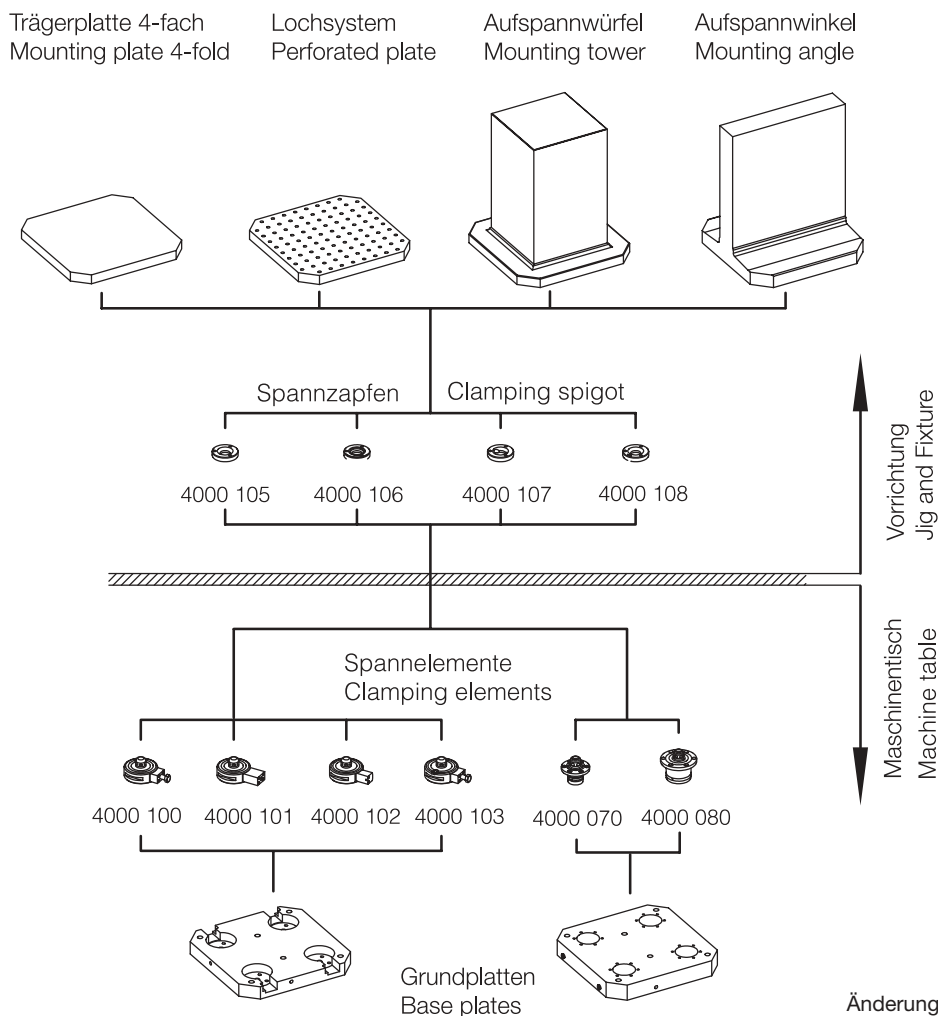 Trägerplatte 4-fach
Mounting plate 4-fold
Lochsystem
Perforated plate
Aufspannwürfel
Mounting tower
Aufspannwinkel
Mounting angle
Spannzapfen
Clamping spigot
4000 105
4000 106
4000 107
4000 108
Vorrichtung
Jig and Fixture
Spannelemente
Clamping elements
Maschinentisch
Machine table
4000 100
4000 101
4000 102
4000 103
4000 070
4000 080
Grundplatten
Base plates
Änderung